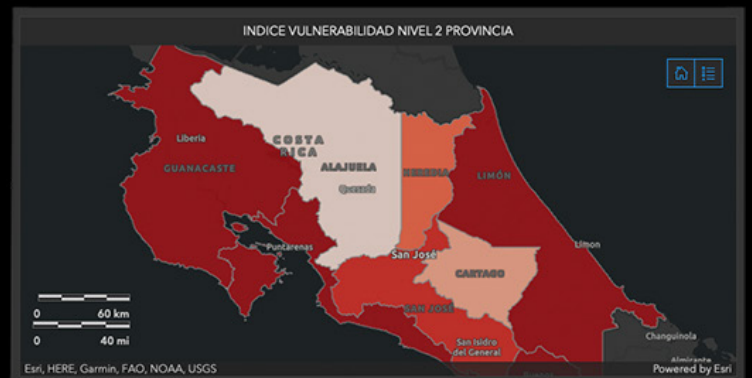 INDICE VULNERABILIDAD NIVEL 2 PROVINCIA
Liberia
COSTA
RICA
GUANACASTE
ALAJUELA
Quesada
HEREDIA
LIMÓN
Puntarenas
San José
Limon
CARTAGO
SAN JOSÉ
0 60 km
0 40 mi
San Isidro
del General
Changuinola
Almirante
Esri, HERE, Garmin, FAO, NOAA, USGS
Powered by Esri